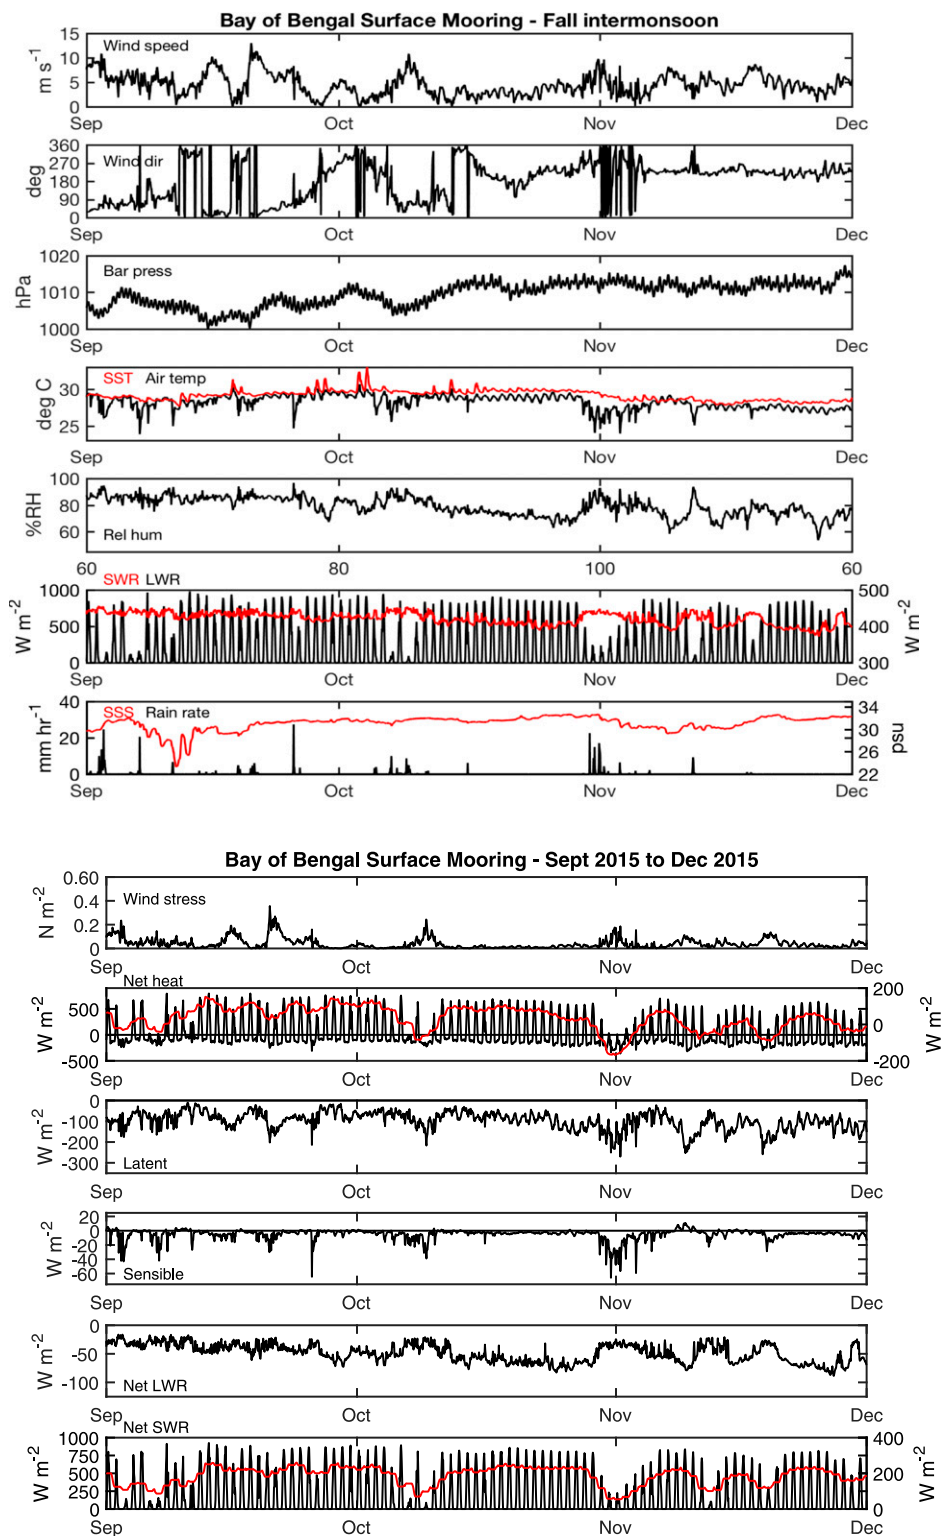 Bay of Bengal Surface Mooring - Fall intermonsoon
15
10
5
0
m s-1
Wind speed
Sep Oct Nov Dec
360
270
180
90
0
deg
Wind dir
Sep Oct Nov Dec
1020
1010
1000
hPa
Bar press
Sep Oct Nov Dec
30
25
deg C
SST Air temp
Sep Oct Nov Dec
100
80
60
%RH
Rel hum
60 80 100 60
SWR LWR
1000
500
0
W m-2
500
400
300
W m-2
Sep Oct Nov Dec
40
20
0
mm hr-1
SSS Rain rate
34
30
26
22
psu
Sep Oct Nov Dec
Bay of Bengal Surface Mooring - Sept 2015 to Dec 2015
0.60
0.4
0.2
0
N m-2
Wind stress
Sep Oct Nov Dec
Net heat
500
0
-500
W m-2
200
0
-200
W m-2
Sep Oct Nov Dec
0
-100
-200
-300
W m-2
Latent
Sep Oct Nov Dec
20
0
-20
-40
-60
W m-2
Sensible
Sep Oct Nov Dec
0
-50
-100
W m-2
Net LWR
Sep Oct Nov Dec
Net SWR
1000
750
500
250
0
W m-2
400
200
0
W m-2
Sep Oct Nov Dec